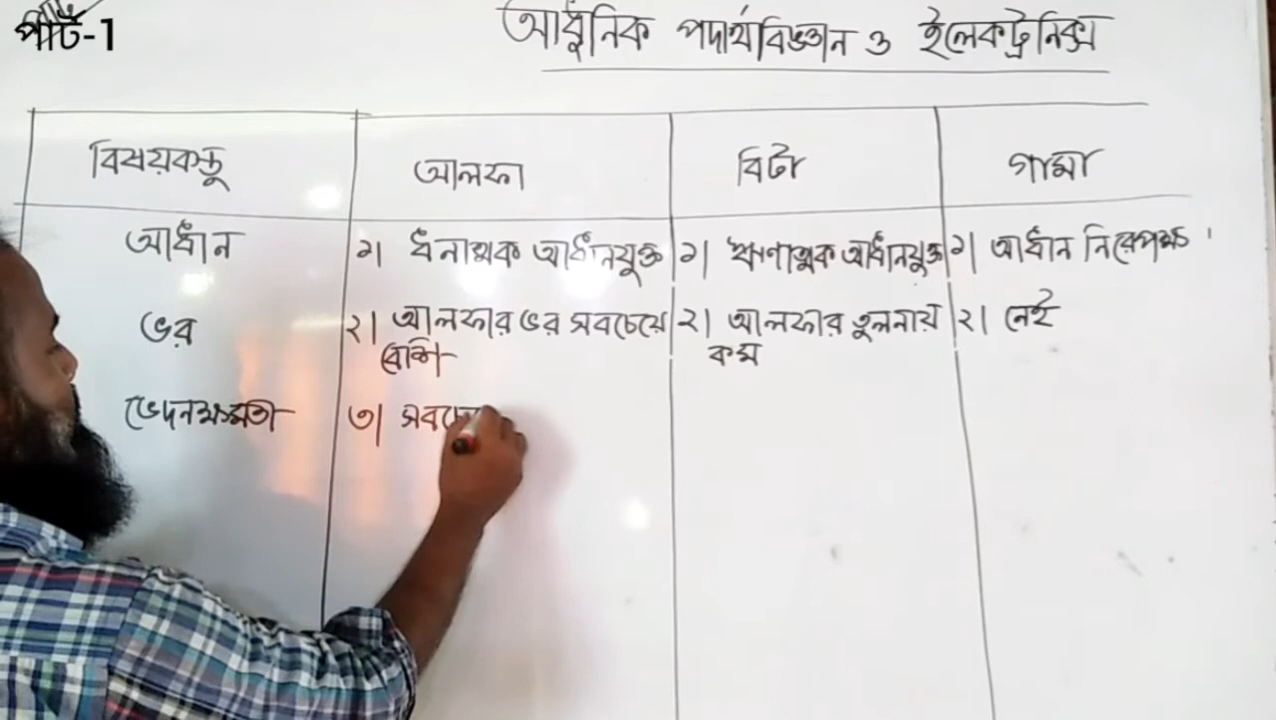 পার্ট-1
আধুনিক পদার্থবিজ্ঞান ও ইলেকট্রনিক্স
বিষয়বস্তু
আলফা
বিটা
গামা
আধান
১। ধনাত্মক আধানযুক্ত
১। ঋণাত্মক আধানযুক্ত
১। আধান নিরেপক্ষ
ভর
২। আলফার ভর সবচেয়ে
বেশি
২। আলফার তুলনায়
কম
২। নেই
ভেদনক্ষমতা
৩। সবচে